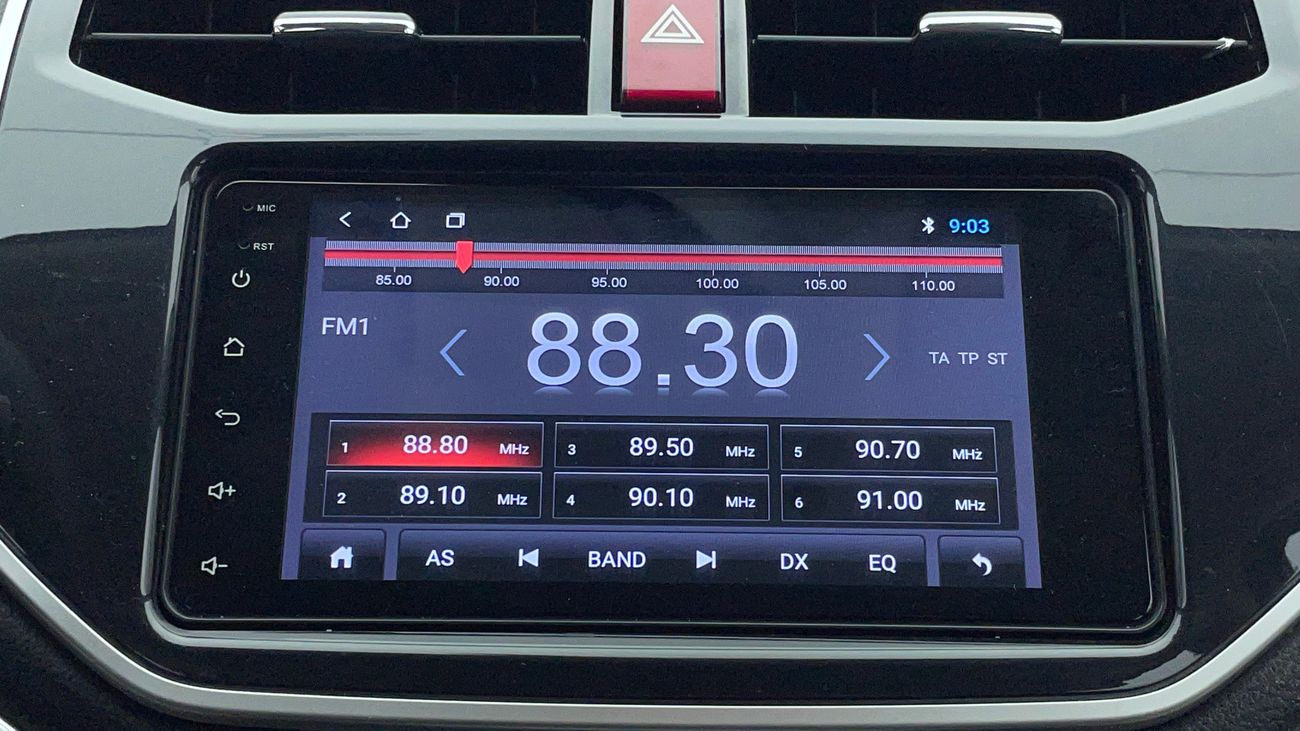 MIC
9:03
RST
85.00 90.00 95.00 100.00 105.00 110.00
FM1
88.30
TA TP ST
1 88.80 MHz
3 89.50 MHz
5 90.70 MHz
2 89.10 MHz
4 90.10 MHz
6 91.00 MHz
AS BAND DX EQ